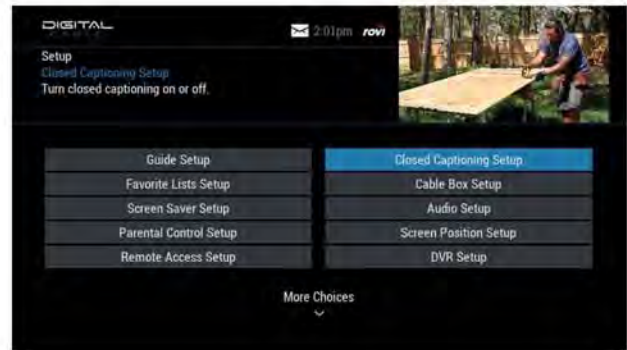 DIGITAL
2:01pm rovi
Setup
Closed Captioning Setup
Turn closed captioning on or off.
Guide Setup
Closed Captioning Setup
Favorite Lists Setup
Cable Box Setup
Screen Saver Setup
Audio Setup
Parental Control Setup
Screen Position Setup
Remote Access Setup
DVR Setup
More Choices